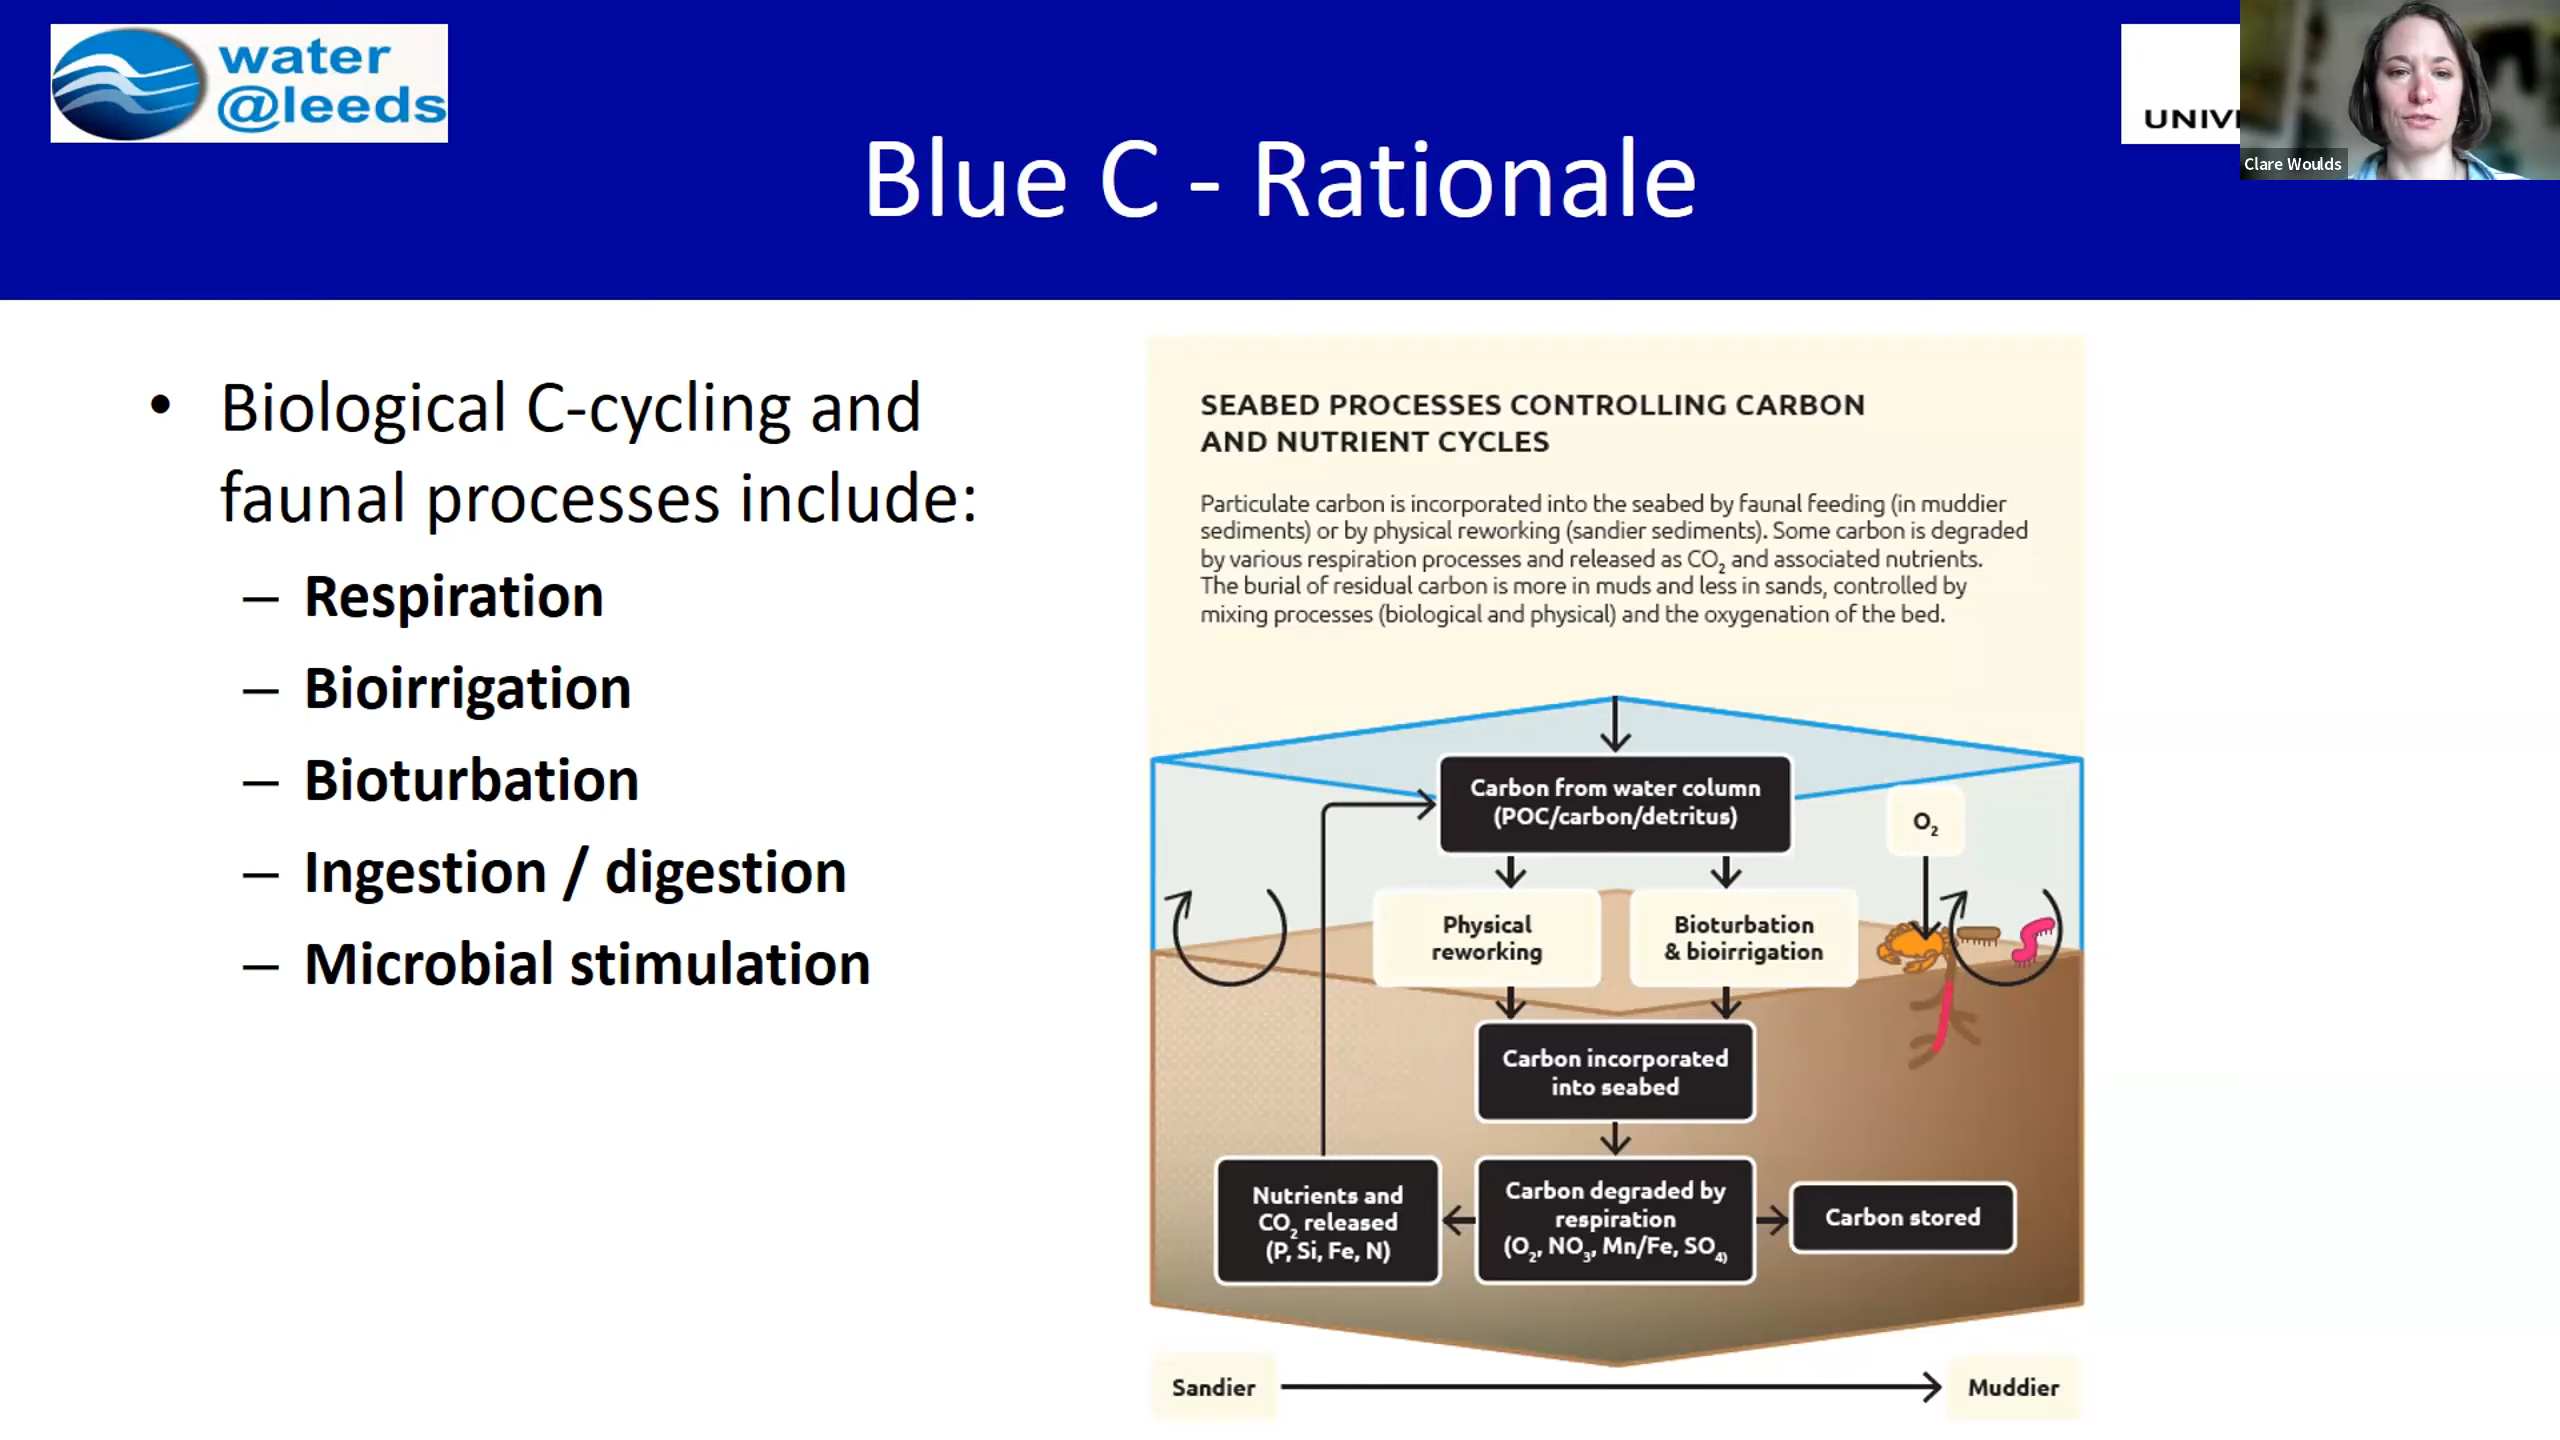 water
@leeds
UNIV
Clare Woulds
Blue C - Rationale
• Biological C-cycling and
faunal processes include:
– Respiration
– Bioirrigation
– Bioturbation
– Ingestion / digestion
– Microbial stimulation
SEABED PROCESSES CONTROLLING CARBON
AND NUTRIENT CYCLES
Particulate carbon is incorporated into the seabed by faunal feeding (in muddier
sediments) or by physical reworking (sandier sediments). Some carbon is degraded
by various respiration processes and released as CO₂ and associated nutrients.
The burial of residual carbon is more in muds and less in sands, controlled by
mixing processes (biological and physical) and the oxygenation of the bed.
Carbon from water column
(POC/carbon/detritus)
O₂
Physical
reworking
Bioturbation
& bioirrigation
Carbon incorporated
into seabed
Nutrients and
CO₂ released
(P, Si, Fe, N)
Carbon degraded by
respiration
(O₂, NO₃, Mn/Fe, SO₄)
Carbon stored
Sandier
Muddier